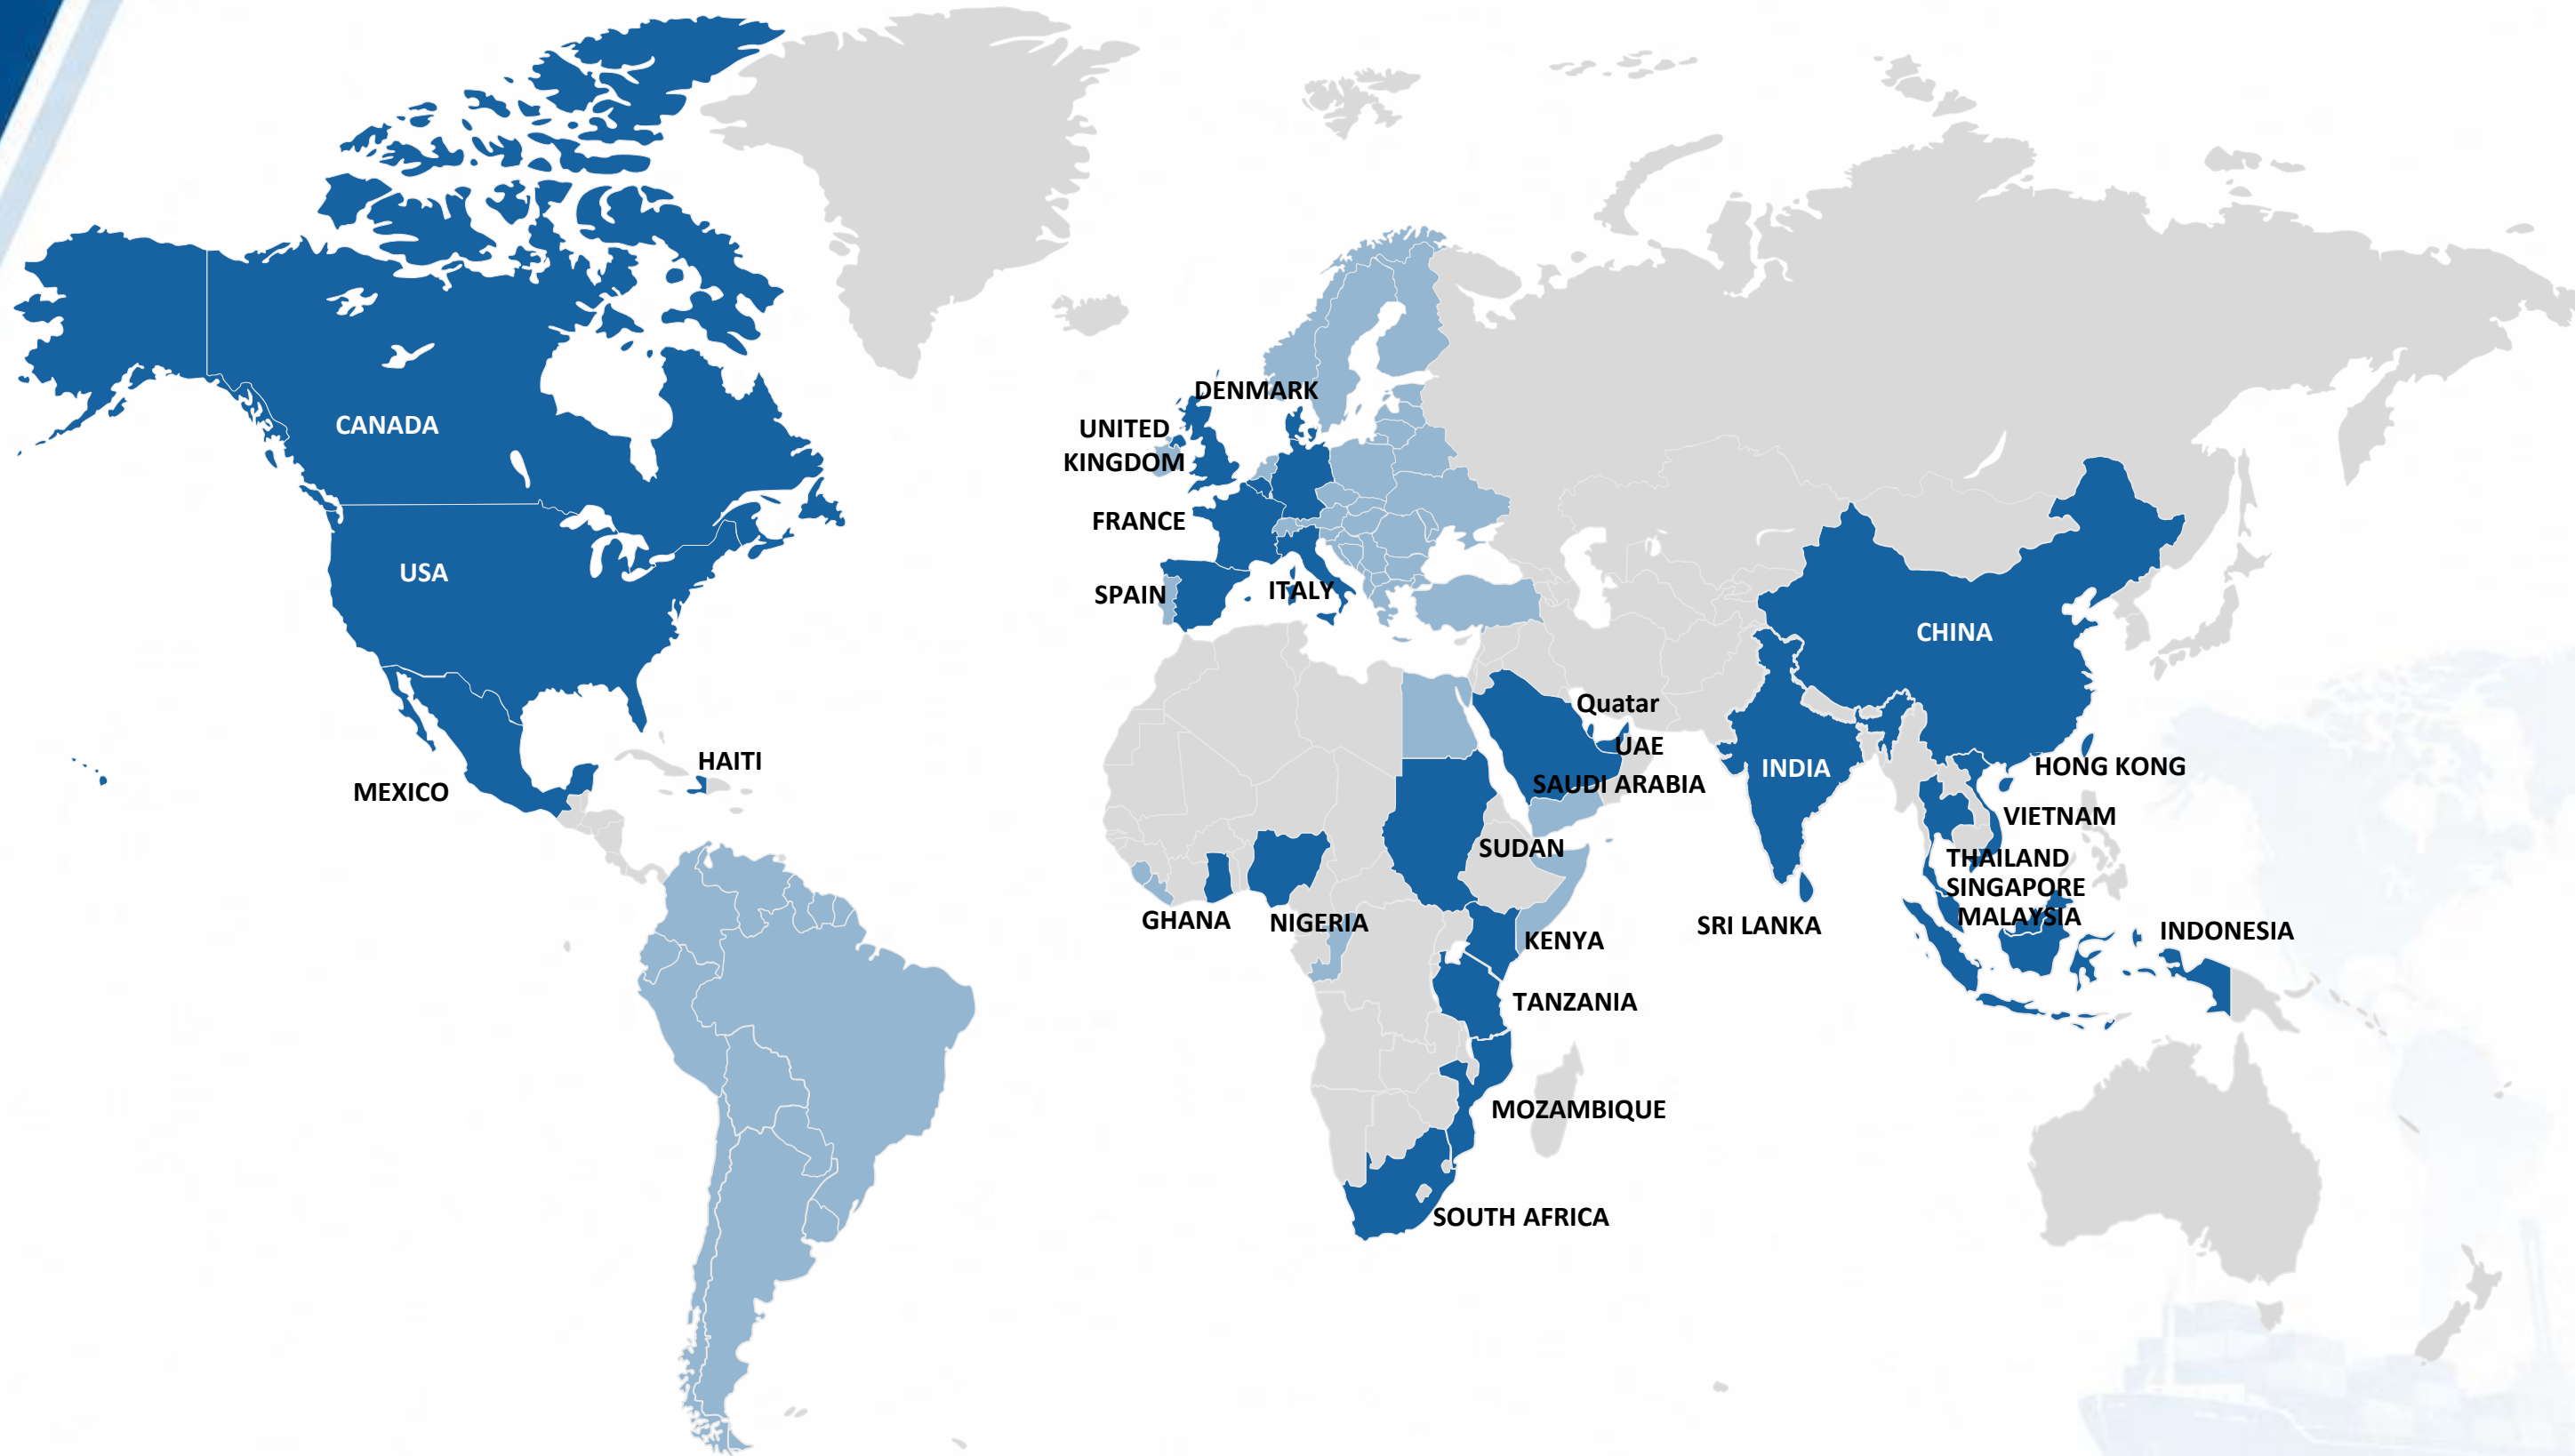 CANADA
USA
MEXICO
HAITI
DENMARK
UNITED
KINGDOM
FRANCE
SPAIN
ITALY
Quatar
UAE
SAUDI ARABIA
SUDAN
GHANA
NIGERIA
KENYA
TANZANIA
MOZAMBIQUE
SOUTH AFRICA
CHINA
INDIA
SRI LANKA
HONG KONG
VIETNAM
THAILAND
SINGAPORE
MALAYSIA
INDONESIA